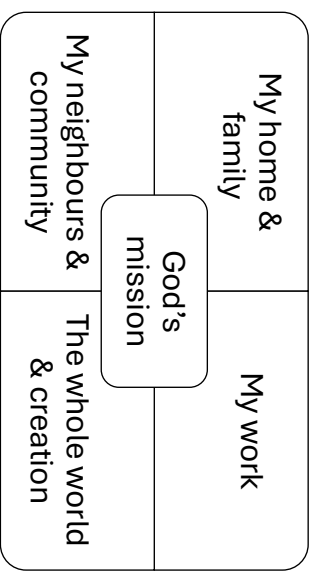 My home &
family
My work
God's
mission
My neighbours &
community
The whole world
& creation